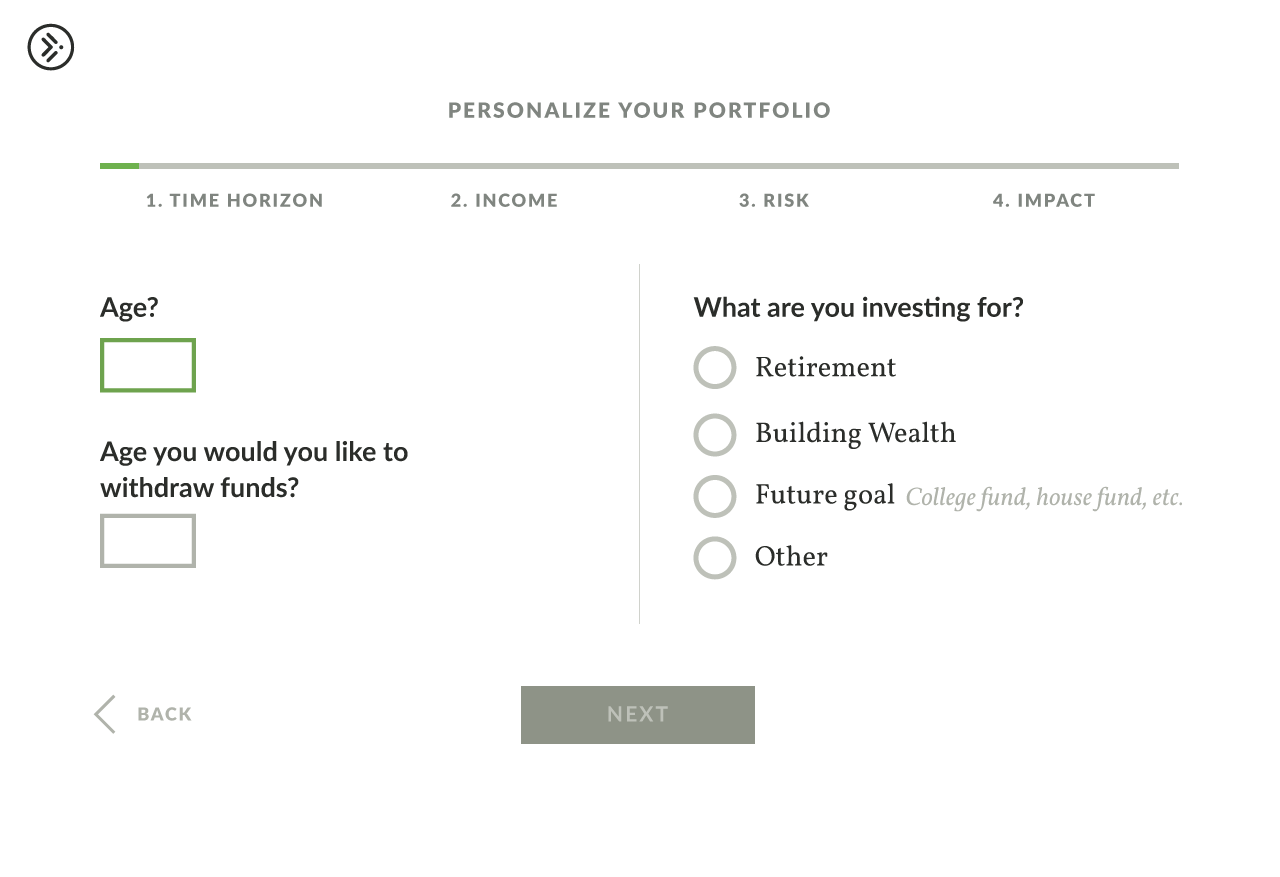 PERSONALIZE YOUR PORTFOLIO
1. TIME HORIZON
2. INCOME
3. RISK
4. IMPACT
Age?
Age you would you like to
withdraw funds?
What are you investing for?
Retirement
Building Wealth
Future goal College fund, house fund, etc.
Other
BACK
NEXT